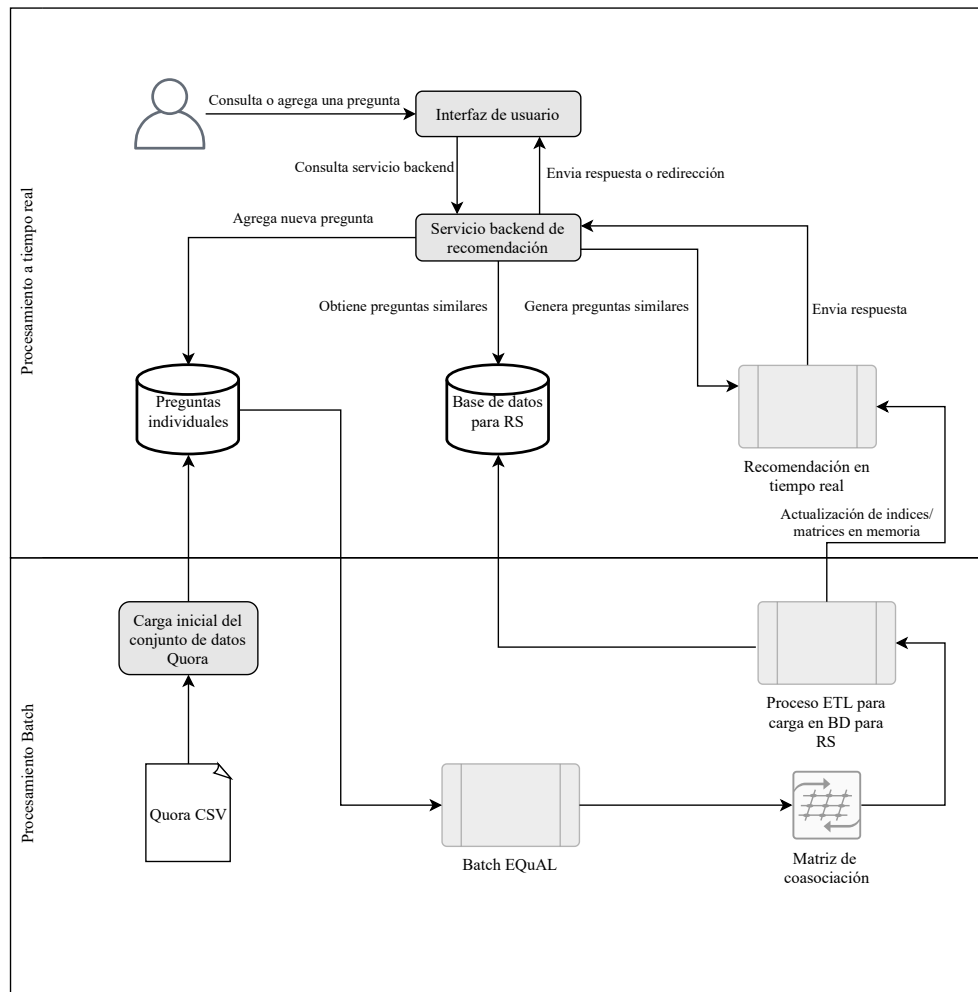 Procesamiento a tiempo real
Consulta o agrega una pregunta
Interfaz de usuario
Consulta servicio backend
Envia respuesta o redirección
Agrega nueva pregunta
Servicio backend de
recomendación
Obtiene preguntas similares
Genera preguntas similares
Envia respuesta
Preguntas
individuales
Base de datos
para RS
Recomendación en
tiempo real
Actualización de indices/
matrices en memoria
Procesamiento Batch
Carga inicial del
conjunto de datos
Quora
Proceso ETL para
carga en BD para
RS
Quora CSV
Batch EQuAL
Matriz de
coasociación